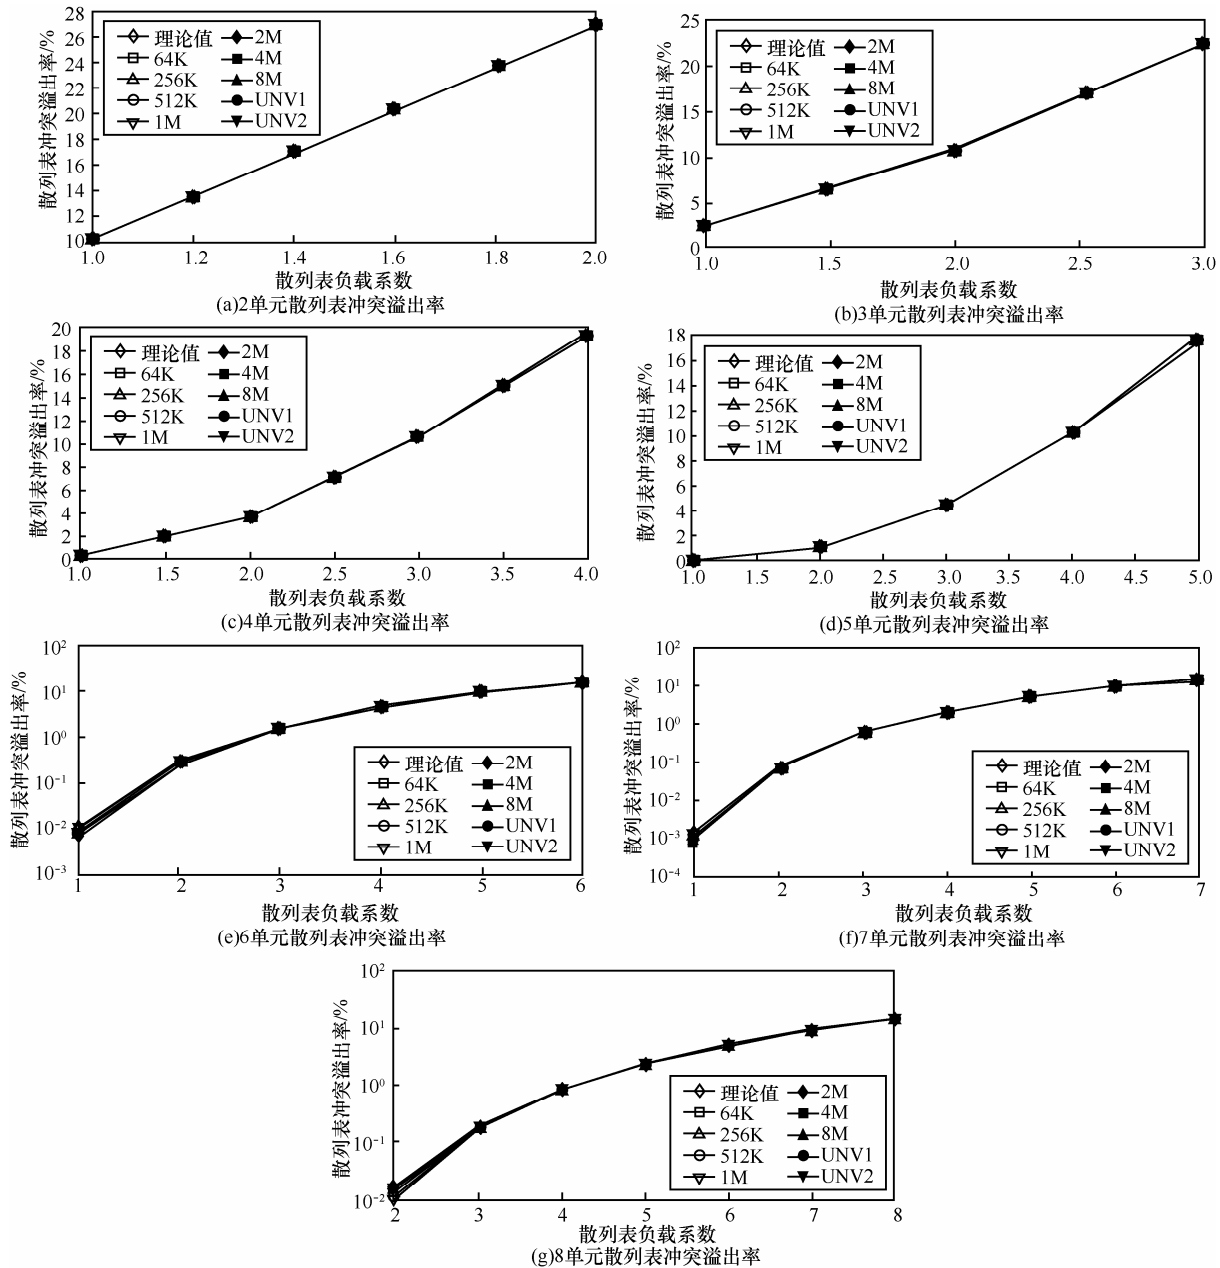 28
26
24
22
20
18
16
14
12
10
散列表冲突溢出率/%
理论值 2M
64K 4M
256K 8M
512K UNV1
1M UNV2
1.0 1.2 1.4 1.6 1.8 2.0
散列表负载系数
(a)2单元散列表冲突溢出率
25
20
15
10
5
0
散列表冲突溢出率/%
理论值 2M
64K 4M
256K 8M
512K UNV1
1M UNV2
1.0 1.5 2.0 2.5 3.0
散列表负载系数
(b)3单元散列表冲突溢出率
20
18
16
14
12
10
8
6
4
2
0
散列表冲突溢出率/%
理论值 2M
64K 4M
256K 8M
512K UNV1
1M UNV2
1.0 1.5 2.0 2.5 3.0 3.5 4.0
散列表负载系数
(c)4单元散列表冲突溢出率
18
16
14
12
10
8
6
4
2
0
散列表冲突溢出率/%
理论值 2M
64K 4M
256K 8M
512K UNV1
1M UNV2
1.0 1.5 2.0 2.5 3.0 3.5 4.0 4.5 5.0
散列表负载系数
(d)5单元散列表冲突溢出率
10²
10¹
10⁰
10⁻¹
10⁻²
10⁻³
散列表冲突溢出率/%
理论值 2M
64K 4M
256K 8M
512K UNV1
1M UNV2
1 2 3 4 5 6
散列表负载系数
(e)6单元散列表冲突溢出率
10²
10¹
10⁰
10⁻¹
10⁻²
10⁻³
10⁻⁴
散列表冲突溢出率/%
理论值 2M
64K 4M
256K 8M
512K UNV1
1M UNV2
1 2 3 4 5 6 7
散列表负载系数
(f)7单元散列表冲突溢出率
10²
10¹
10⁰
10⁻¹
10⁻²
散列表冲突溢出率/%
理论值 2M
64K 4M
256K 8M
512K UNV1
1M UNV2
2 3 4 5 6 7 8
散列表负载系数
(g)8单元散列表冲突溢出率